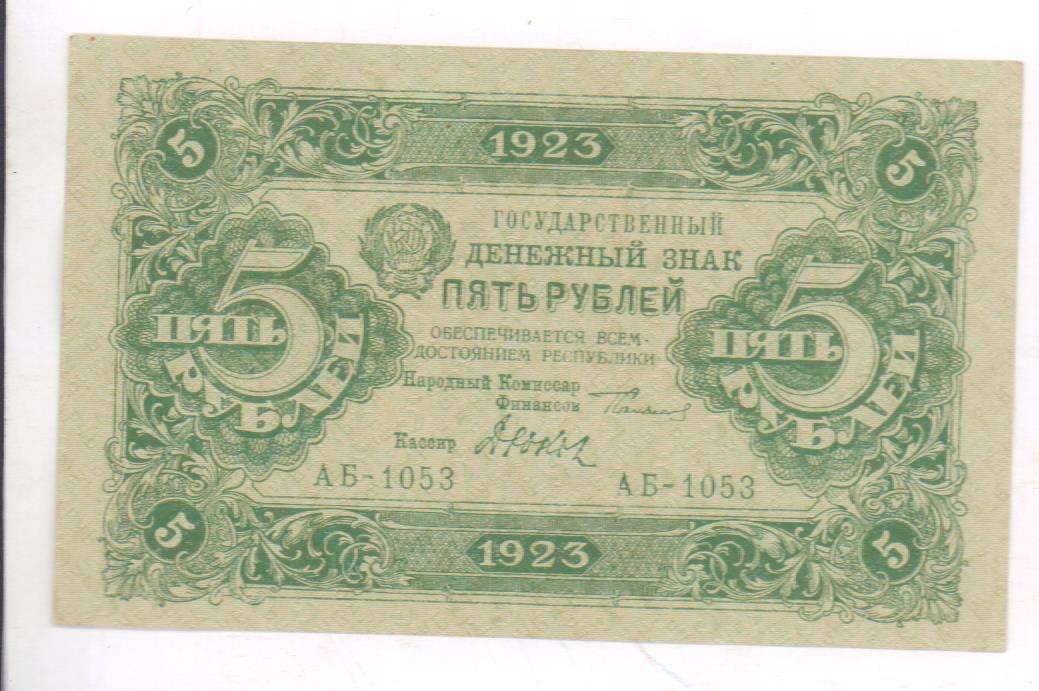 1923
5
5
ГОСУДАРСТВЕННЫЙ
ДЕНЕЖНЫЙ ЗНАК
ПЯТЬ РУБЛЕЙ
5
ПЯТЬ
РУБЛЕЙ
5
ПЯТЬ
РУБЛЕЙ
ОБЕСПЕЧИВАЕТСЯ ВСЕМ-
ДОСТОЯНИЕМ РЕСПУБЛИКИ
Народный Комиссар
Финансов
Кассир
АБ-1053
АБ-1053
5
5
1923